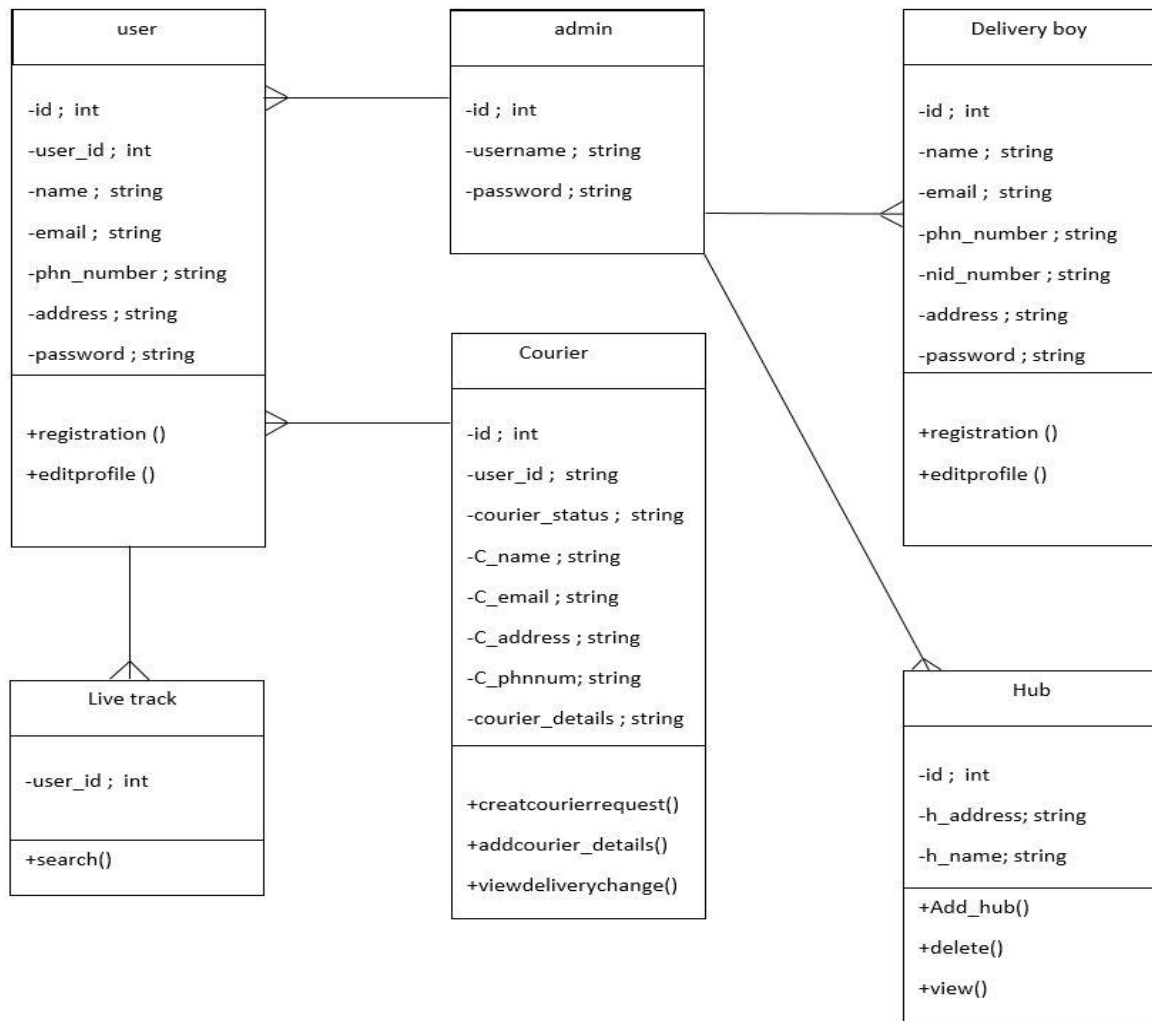 user
-id ;  int
-user_id ;  int
-name ;  string
-email ;  string
-phn_number ; string
-address ; string
-password ; string
+registration ()
+editprofile ()
admin
-id ;  int
-username ;  string
-password ; string
Delivery boy
-id ;  int
-name ;  string
-email ;  string
-phn_number ; string
-nid_number ; string
-address ; string
-password ; string
+registration ()
+editprofile ()
Courier
-id ;  int
-user_id ;  string
-courier_status ;  string
-C_name ; string
-C_email ; string
-C_address ; string
-C_phnnum; string
-courier_details ; string
+creatcourierrequest()
+addcourier_details()
+viewdeliverychange()
Live track
-user_id ;  int
+search()
Hub
-id ;  int
-h_address; string
-h_name; string
+Add_hub()
+delete()
+view()